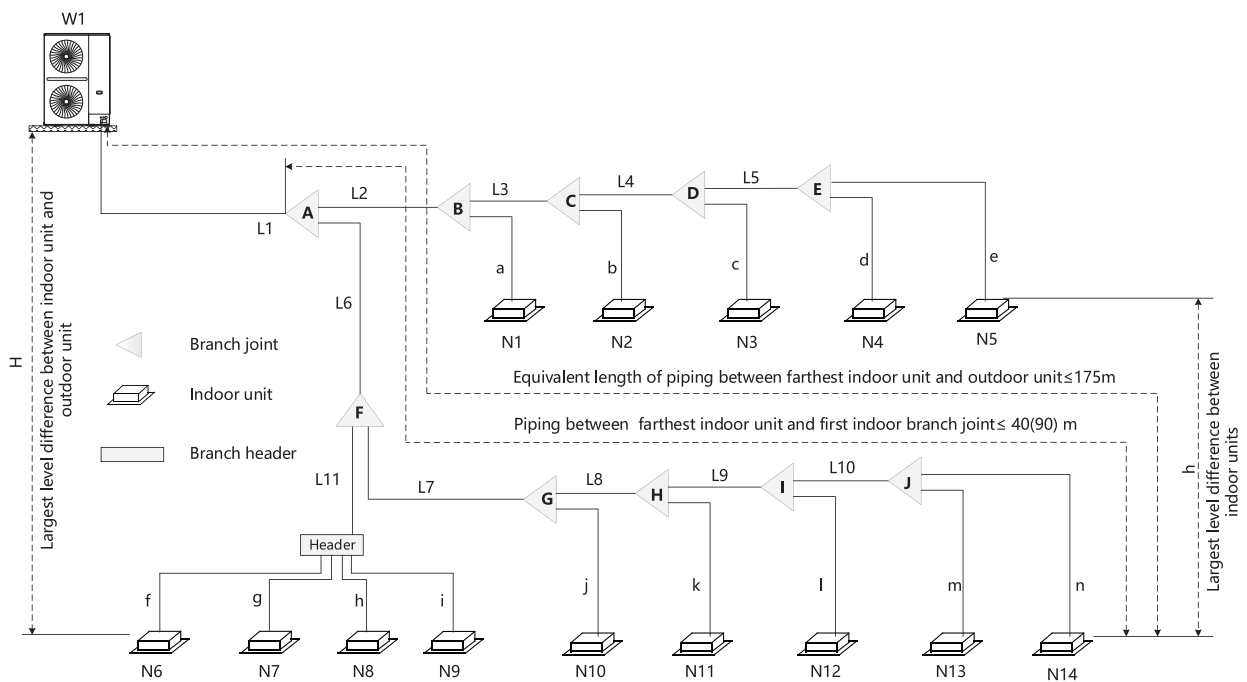 W1
H
Largest level difference between indoor unit and
outdoor unit
L1
A
L2
B
L3
C
L4
D
L5
E
a
b
c
d
e
N1
N2
N3
N4
N5
L6
Branch joint
Indoor unit
Branch header
Equivalent length of piping between farthest indoor unit and outdoor unit≤175m
Piping between farthest indoor unit and first indoor branch joint≤ 40(90) m
h
Largest level difference between
indoor units
F
L11
L7
G
L8
H
L9
I
L10
J
Header
f
g
h
i
j
k
l
m
n
N6
N7
N8
N9
N10
N11
N12
N13
N14